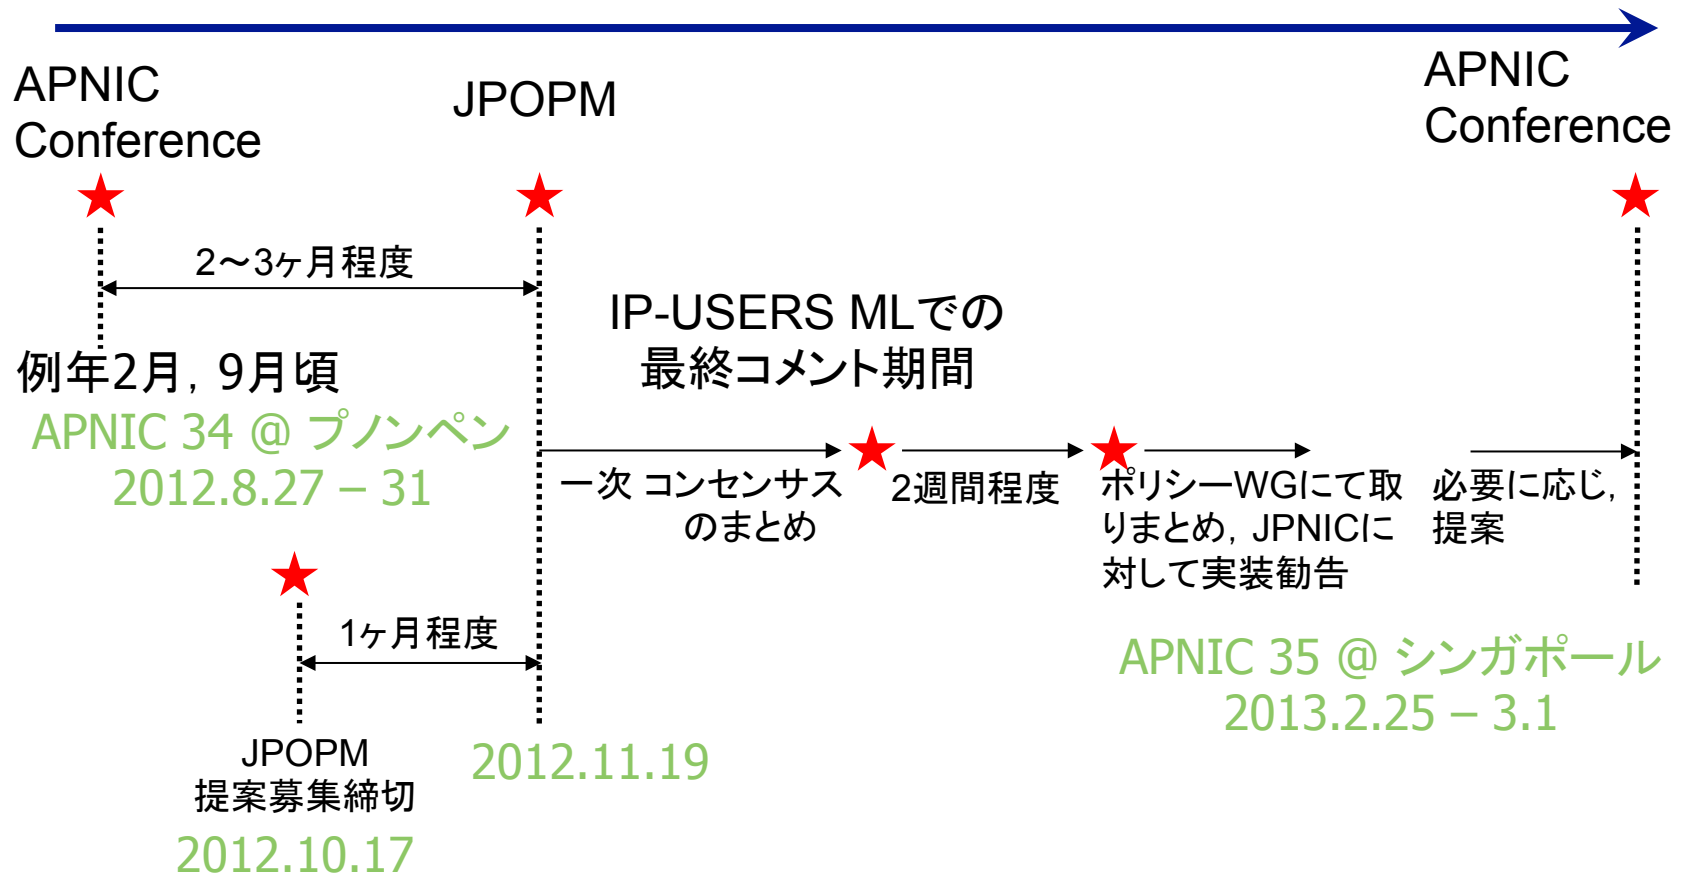 APNIC
Conference
JPOPM
APNIC
Conference
2～3ヶ月程度
例年2月, 9月頃
APNIC 34 @ プノンペン
2012.8.27 – 31
IP-USERS MLでの
最終コメント期間
一次 コンセンサス
のまとめ
2週間程度
ポリシーWGにて取
りまとめ, JPNICに
対して実装勧告
必要に応じ,
提案
1ヶ月程度
JPOPM
提案募集締切
2012.10.17
2012.11.19
APNIC 35 @ シンガポール
2013.2.25 – 3.1